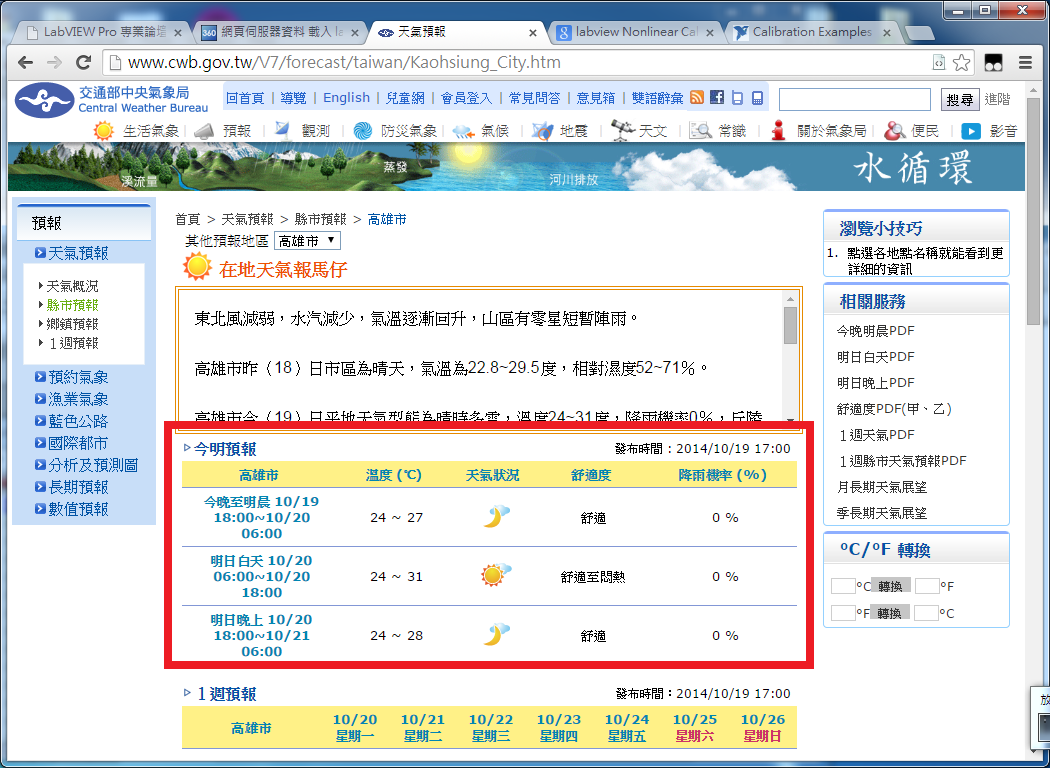 LabVIEW Pro 專業論壇
網頁伺服器資料 載入 la
天氣預報
labview Nonlinear Cal
Calibration Examples
www.cwb.gov.tw/V7/forecast/taiwan/Kaohsiung_City.htm
交通部中央氣象局
Central Weather Bureau
回首頁 | 導覽 | English | 兒童網 | 會員登入 | 常見問答 | 意見箱 | 雙語辭彙
搜尋 進階
生活氣象 | 預報 | 觀測 | 防災氣象 | 氣候 | 地震 | 天文 | 常識 | 關於氣象局 | 便民 | 影音
溪流量
蒸發
河川排放
水循環
預報
天氣預報
天氣概況
縣市預報
鄉鎮預報
1週預報
預約氣象
漁業氣象
藍色公路
國際都市
分析及預測圖
長期預報
數值預報
首頁 > 天氣預報 > 縣市預報 > 高雄市
其他預報地區 高雄市
在地天氣報馬仔
東北風減弱，水汽減少，氣溫逐漸回升，山區有零星短暫陣雨。
高雄市昨（18）日市區為晴天，氣溫為22.8~29.5度，相對濕度52~71%。
高雄市今（19）日平地天氣型態為晴時多雲，溫度24~31度，降雨機率0%，丘陵
今明預報
發布時間：2014/10/19 17:00
高雄市 溫度 (℃) 天氣狀況 舒適度 降雨機率 (%)
今晚至明晨 10/19
18:00~10/20
06:00
24 ~ 27 舒適 0 %
明日白天 10/20
06:00~10/20
18:00
24 ~ 31 舒適至悶熱 0 %
明日晚上 10/20
18:00~10/21
06:00
24 ~ 28 舒適 0 %
1週預報
發布時間：2014/10/19 17:00
高雄市
10/20 10/21 10/22 10/23 10/24 10/25 10/26
星期一 星期二 星期三 星期四 星期五 星期六 星期日
瀏覽小技巧
1. 點選各地點名稱就能看到更
詳細的資訊
相關服務
今晚明晨PDF
明日白天PDF
明日晚上PDF
舒適度PDF(甲、乙)
1週天氣PDF
1週縣市天氣預報PDF
月長期天氣展望
季長期天氣展望
ºC/ºF 轉換
ºC 轉換 ºF
ºF 轉換 ºC
放